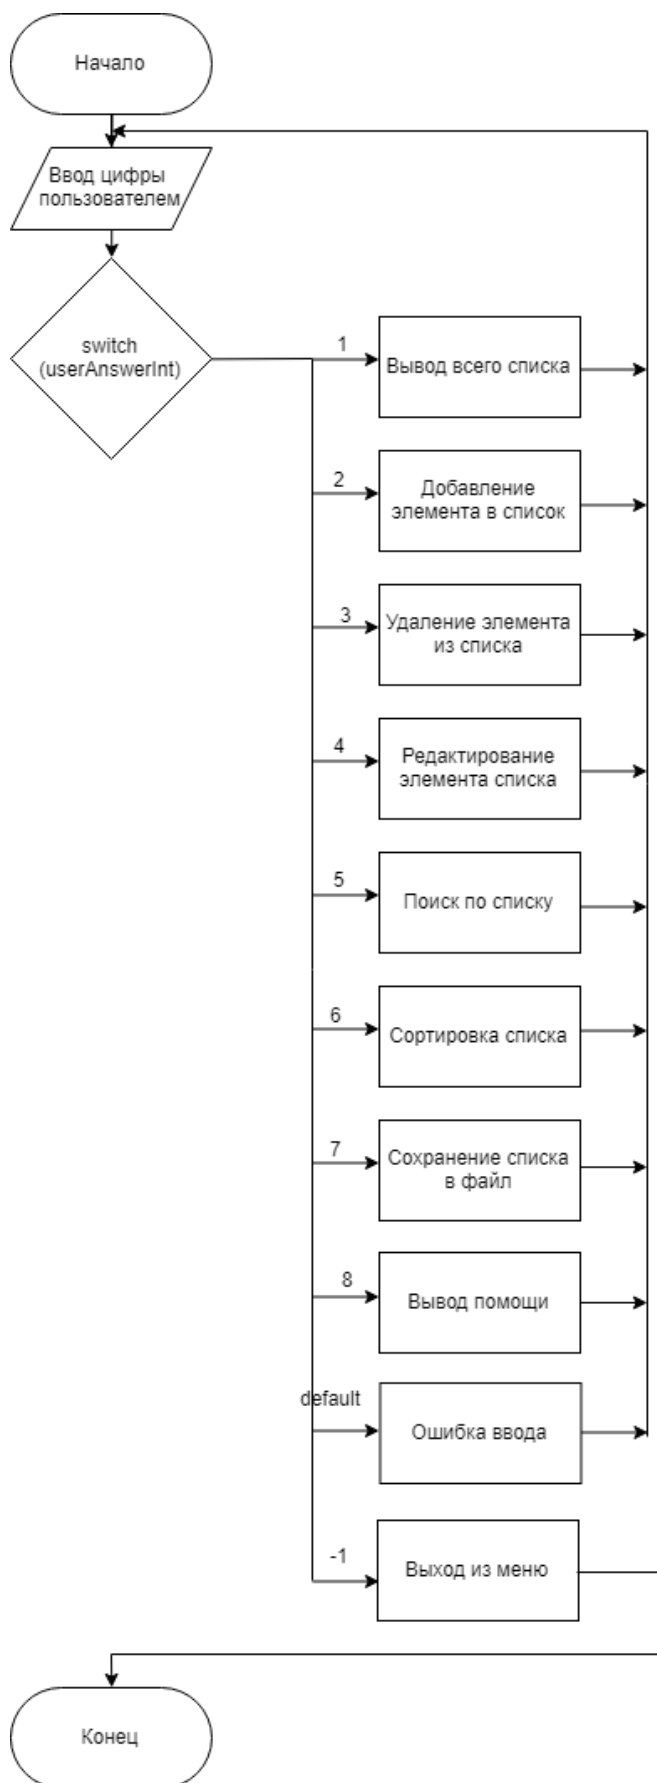 Начало
Ввод цифры
пользователем
switch
(userAnswerInt)
1
Вывод всего списка
2
Добавление
элемента в список
3
Удаление элемента
из списка
4
Редактирование
элемента списка
5
Поиск по списку
6
Сортировка списка
7
Сохранение списка
в файл
8
Вывод помощи
default
Ошибка ввода
-1
Выход из меню
Конец